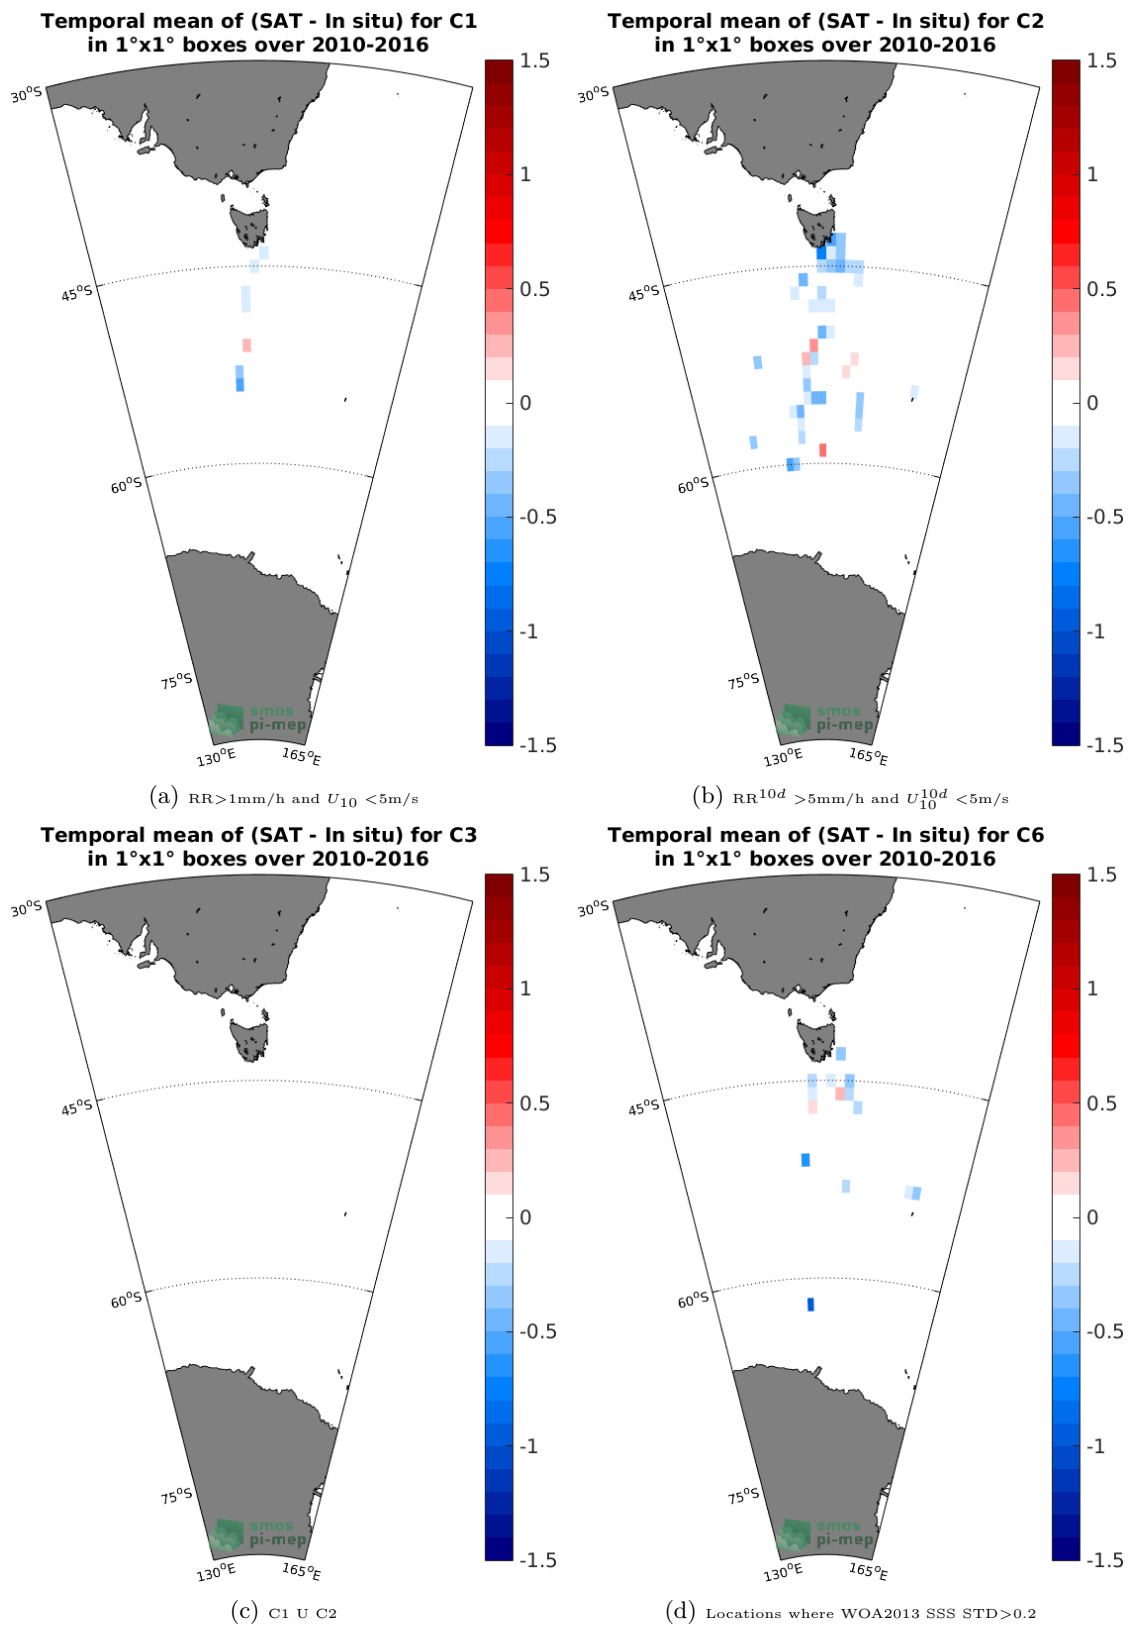 Temporal mean of (SAT - In situ) for C1
in 1°x1° boxes over 2010-2016
30°S
45°S
60°S
75°S
130°E
165°E
1.5
1
0.5
0
-0.5
-1
-1.5
smos
pi-mep
(a) RR>1mm/h and U10 <5m/s
Temporal mean of (SAT - In situ) for C2
in 1°x1° boxes over 2010-2016
30°S
45°S
60°S
75°S
130°E
165°E
1.5
1
0.5
0
-0.5
-1
-1.5
smos
pi-mep
(b) RR10d >5mm/h and U10d10 <5m/s
Temporal mean of (SAT - In situ) for C3
in 1°x1° boxes over 2010-2016
30°S
45°S
60°S
75°S
130°E
165°E
1.5
1
0.5
0
-0.5
-1
-1.5
smos
pi-mep
(c) C1 U C2
Temporal mean of (SAT - In situ) for C6
in 1°x1° boxes over 2010-2016
30°S
45°S
60°S
75°S
130°E
165°E
1.5
1
0.5
0
-0.5
-1
-1.5
smos
pi-mep
(d) Locations where WOA2013 SSS STD>0.2